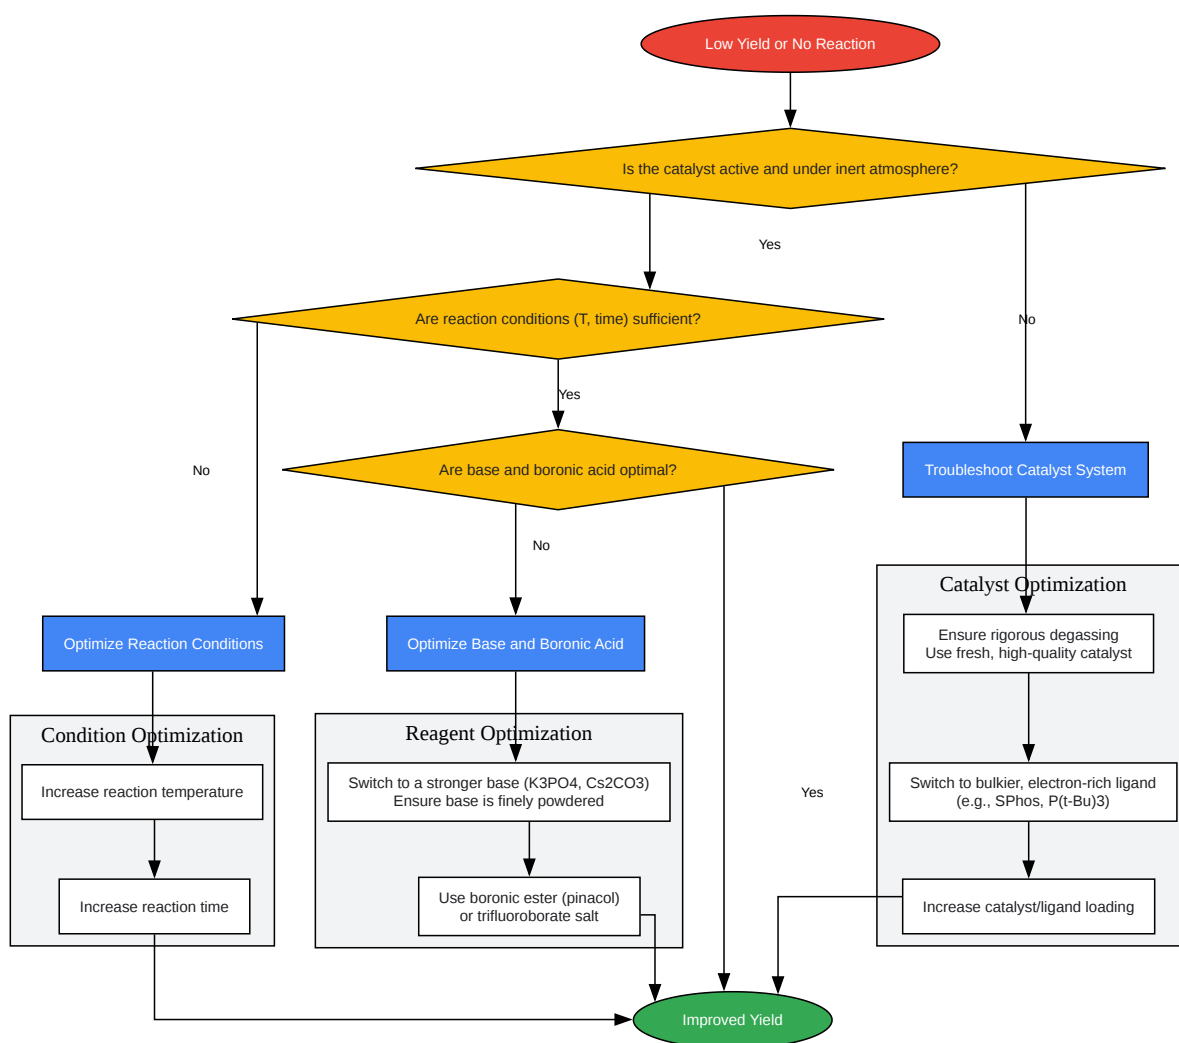 Low Yield or No Reaction
Is the catalyst active and under inert atmosphere?
Yes
Are reaction conditions (T, time) sufficient?
No
Yes
No
Are base and boronic acid optimal?
Troubleshoot Catalyst System
No
Catalyst Optimization
Optimize Reaction Conditions
Optimize Base and Boronic Acid
Ensure rigorous degassing
Use fresh, high-quality catalyst
Condition Optimization
Reagent Optimization
Increase reaction temperature
Switch to a stronger base (K3PO4, Cs2CO3)
Ensure base is finely powdered
Yes
Switch to bulkier, electron-rich ligand
(e.g., SPhos, P(t-Bu)3)
Increase reaction time
Use boronic ester (pinacol)
or trifluoroborate salt
Increase catalyst/ligand loading
Improved Yield